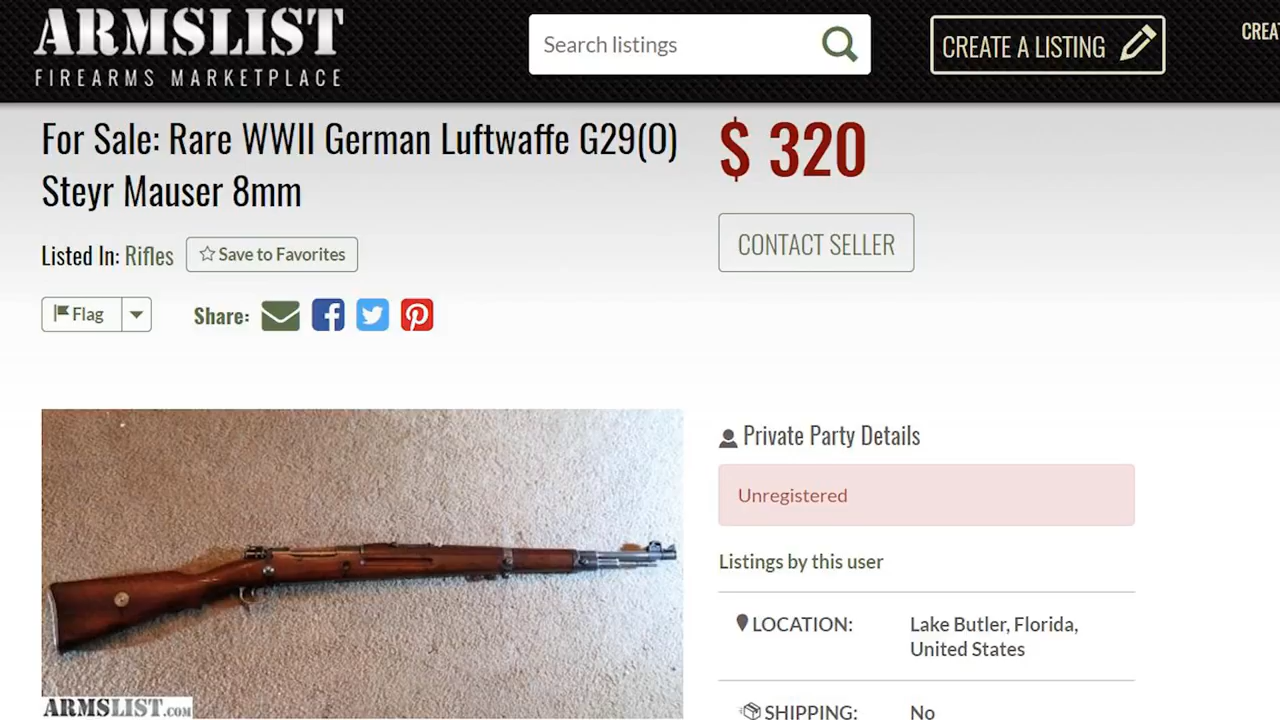 ARMSLIST
FIREARMS MARKETPLACE
Search listings
CREATE A LISTING
CREAT
For Sale: Rare WWII German Luftwaffe G29(O)
Steyr Mauser 8mm
$ 320
CONTACT SELLER
Listed In: Rifles
Save to Favorites
Flag
Share:
Private Party Details
Unregistered
Listings by this user
LOCATION: Lake Butler, Florida,
United States
SHIPPING: No
ARMSLIST.COM